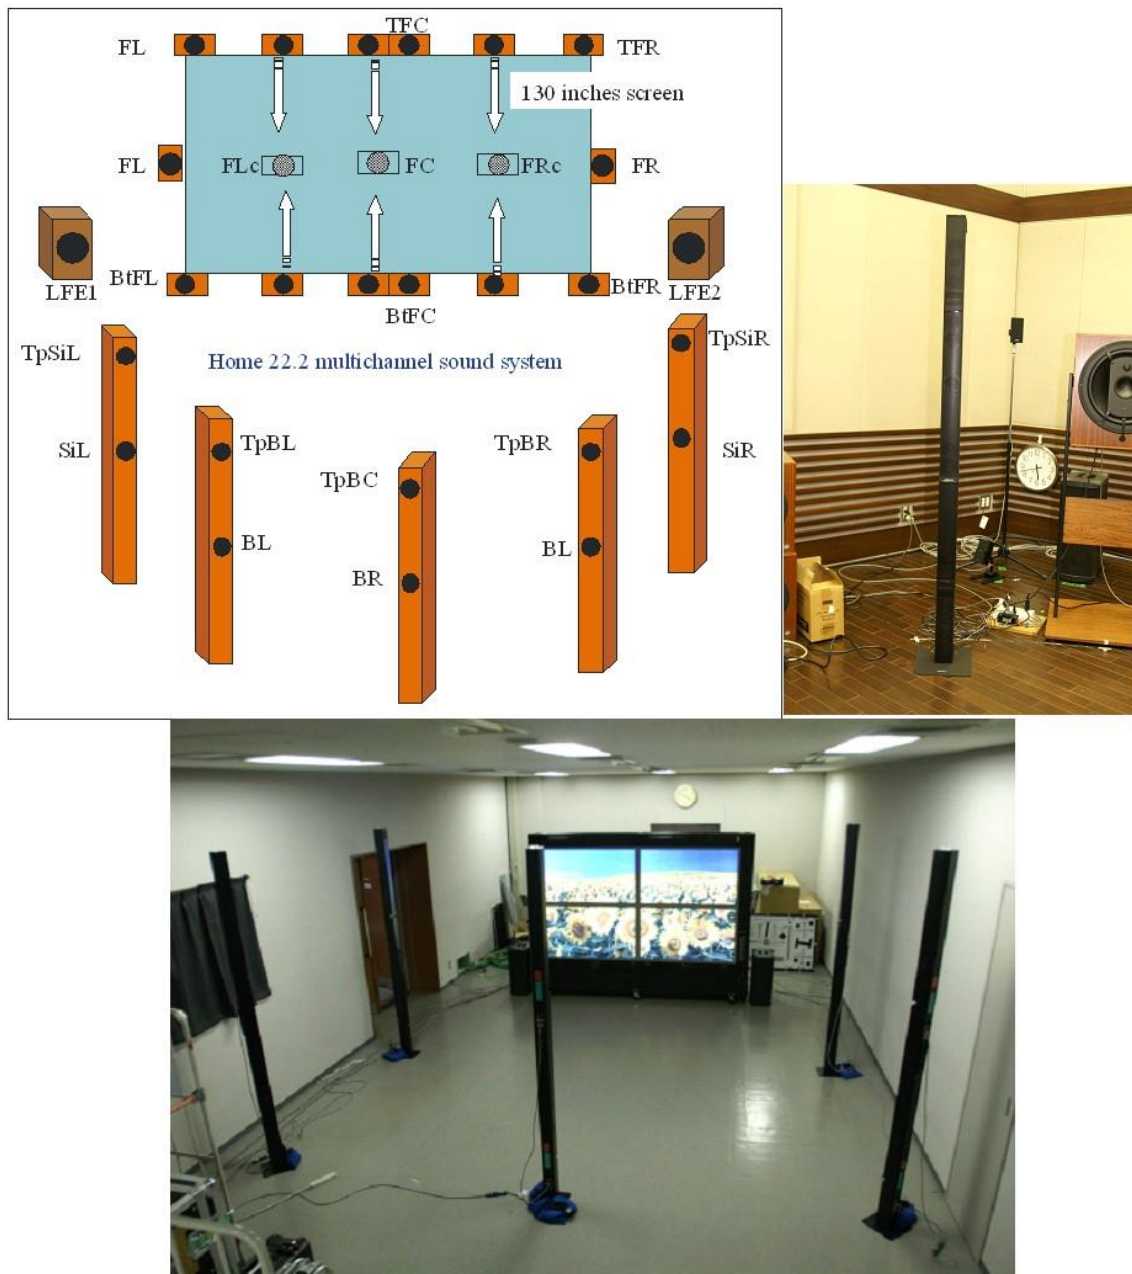 TFC
FL
TFR
130 inches screen
FL
FLc
FC
FRc
FR
BtFL
BtFR
LFE1
LFE2
BtFC
TpSiL
TpSiR
Home 22.2 multichannel sound system
SiL
TpBL
TpBR
SiR
TpBC
BL
BL
BR